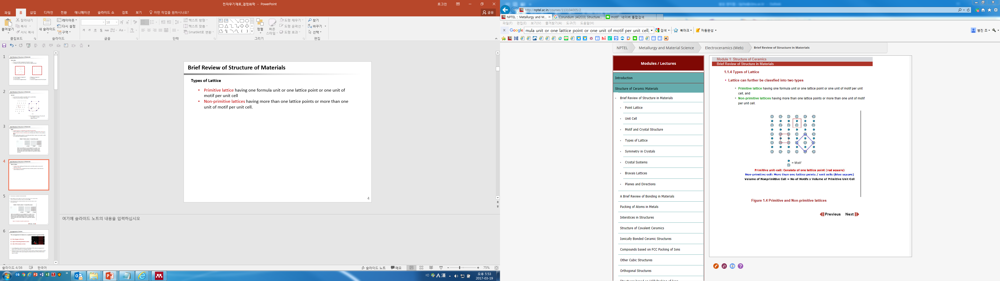 전자무기재료_결정화학 - PowerPoint
로그인
파일 홈 삽입 디자인 전환 애니메이션 슬라이드 쇼 검토 보기 어떤 작업을 원하시나요? 공유
붙여넣기
잘라내기
복사
서식 복사
클립보드
새 슬라이드
레이아웃
다시 설정
구역
슬라이드
18
가 가 가 S
글꼴
텍스트 방향
텍스트 맞춤
SmartArt로 변환
단락
정렬
빠른 스타일
도형 채우기
도형 윤곽선
도형 효과
그리기
찾기
바꾸기
선택
편집
1
2
3
4
5
6
Brief Review of Structure of Materials
Types of Lattice
• Primitive lattice having one formula unit or one lattice point or one unit of
motif per unit cell
• Non-primitive lattices having more than one lattice points or more than one
unit of motif per unit cell.
4
여기에 슬라이드 노트의 내용을 입력하십시오
슬라이드 4/36 한국어
슬라이드 노트 메모 75%
KO A 漢
오후 5:53
2017-03-19
http://nptel.ac.in/courses/113104005/2
NPTEL :: Metallurgy and M...
Corundum (Al2O3) Structure...
motif : 네이버 통합검색
파일(F) 편집(E) 보기(V) 즐겨찾기(A) 도구(T) 도움말(H)
Google mula unit or one lattice point or one unit of motif per unit cell, 검색 북마크 자동완성 병진 조
NPTEL Metallurgy and Material Science Electroceramics (Web) Brief Review of Structure in Materials
Modules / Lectures
Introduction
Structure of Ceramic Materials
Brief Review of Structure in Materials
Point Lattice
Unit Cell
Motif and Crystal Structure
Types of Lattice
Symmetry in Crystals
Crystal Systems
Bravais Lattices
Planes and Directions
A Brief Review of Bonding in Materials
Packing of Atoms in Metals
Interstices in Structures
Structure of Covalent Ceramics
Ionically Bonded Ceramic Structures
Compounds based on FCC Packing of Ions
Other Cubic Structures
Orthogonal Structures
Structures based on HCP Packing of Ions
Module 1: Structure of Ceramics
Brief Review of Structure in Materials
1.1.4 Types of Lattice
• Lattice can further be classfied into two types
Primitive lattice having one formula unit or one lattice point or one unit of motif per unit
cell, and
Non-primitive lattices having more than one lattice points or more than one unit of motif
per unit cell.
= Motif
Primitive unit-cell: Consists of one lattice point (red square)
Non-primitive cell: More than one lattice points / unit cells (blue square)
Volume of Nonprimitive Cell = No of Motifs x Volume of Primitive Unit Cell
Figure 1.4 Primitive and Non-primitive lattices
Previous Next